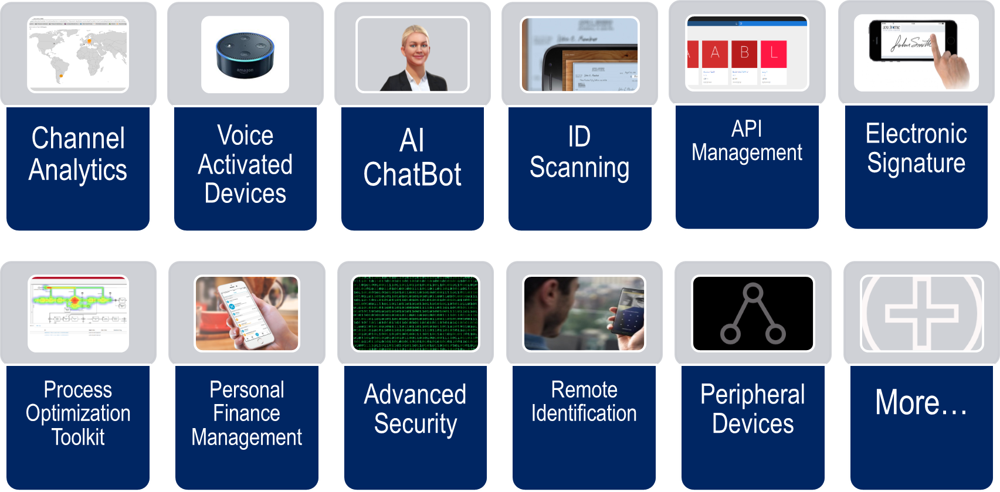 Channel
Analytics
Voice
Activated
Devices
amazon
AI
ChatBot
ID
Scanning
A
B
L
API
Management
John Smith
Electronic
Signature
Process
Optimization
Toolkit
Personal
Finance
Management
Advanced
Security
Remote
Identification
Peripheral
Devices
More...